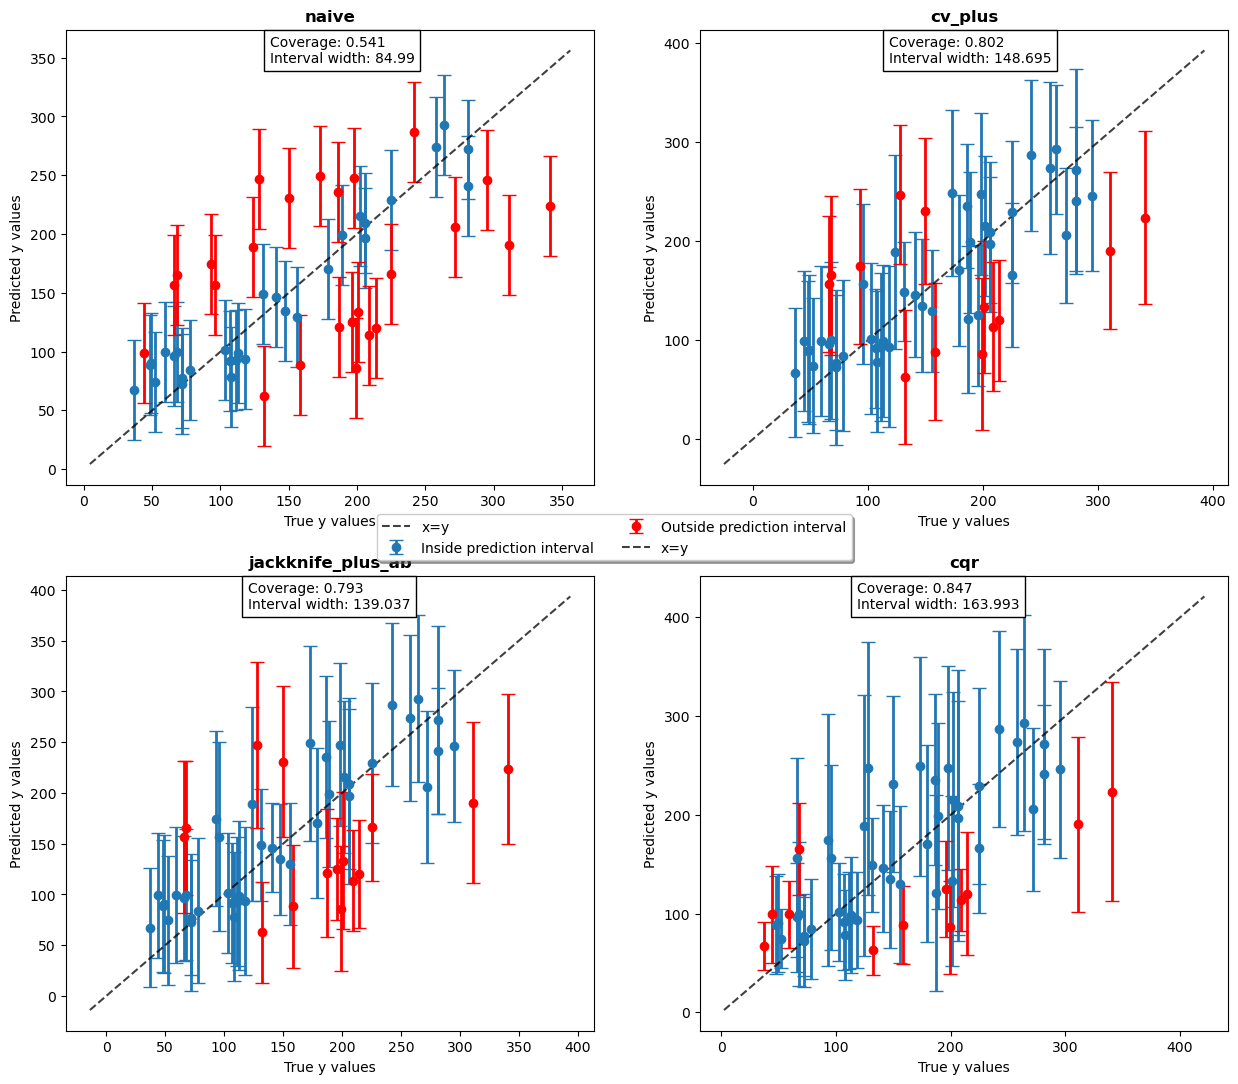 naive
Coverage: 0.541
Interval width: 84.99
Predicted y values
350
300
250
200
150
100
50
0
0 50 100 150 200 250 300 350
True y values
cv_plus
Coverage: 0.802
Interval width: 148.695
Predicted y values
400
300
200
100
0
0 100 200 300 400
True y values
x=y
Inside prediction interval
Outside prediction interval
x=y
jackknife_plus_ab
Coverage: 0.793
Interval width: 139.037
Predicted y values
400
350
300
250
200
150
100
50
0
0 50 100 150 200 250 300 350 400
True y values
cqr
Coverage: 0.847
Interval width: 163.993
Predicted y values
400
300
200
100
0
0 100 200 300 400
True y values